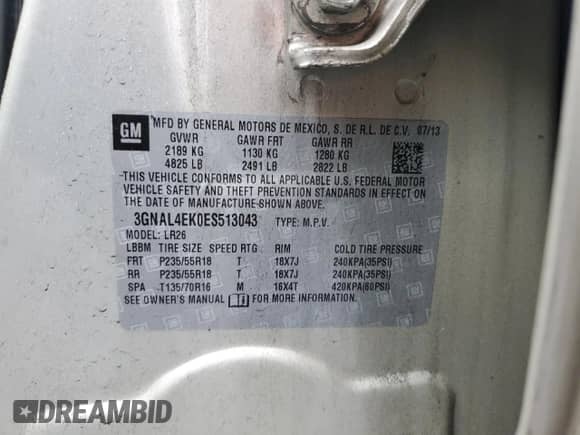 GM
MFD BY GENERAL MOTORS DE MEXICO, S. DE R.L. DE C.V. 07/13
GVWR GAWR FRT GAWR RR
2189 KG 1130 KG 1280 KG
4825 LB 2491 LB 2822 LB
THIS VEHICLE CONFORMS TO ALL APPLICABLE U.S. FEDERAL MOTOR
VEHICLE SAFETY AND THEFT PREVENTION STANDARDS IN EFFECT ON
THE DATE OF MANUFACTURE SHOWN ABOVE.
3GNAL4EK0ES513043 TYPE: M.P.V.
MODEL: LR26
LBBM TIRE SIZE SPEED RTG RIM COLD TIRE PRESSURE
FRT P235/55R18 T 18X7J 240KPA(35PSI)
RR P235/55R18 T 18X7J 240KPA(35PSI)
SPA T135/70R16 M 16X4T 420KPA(60PSI)
SEE OWNER'S MANUAL FOR MORE INFORMATION.
DREAMBID